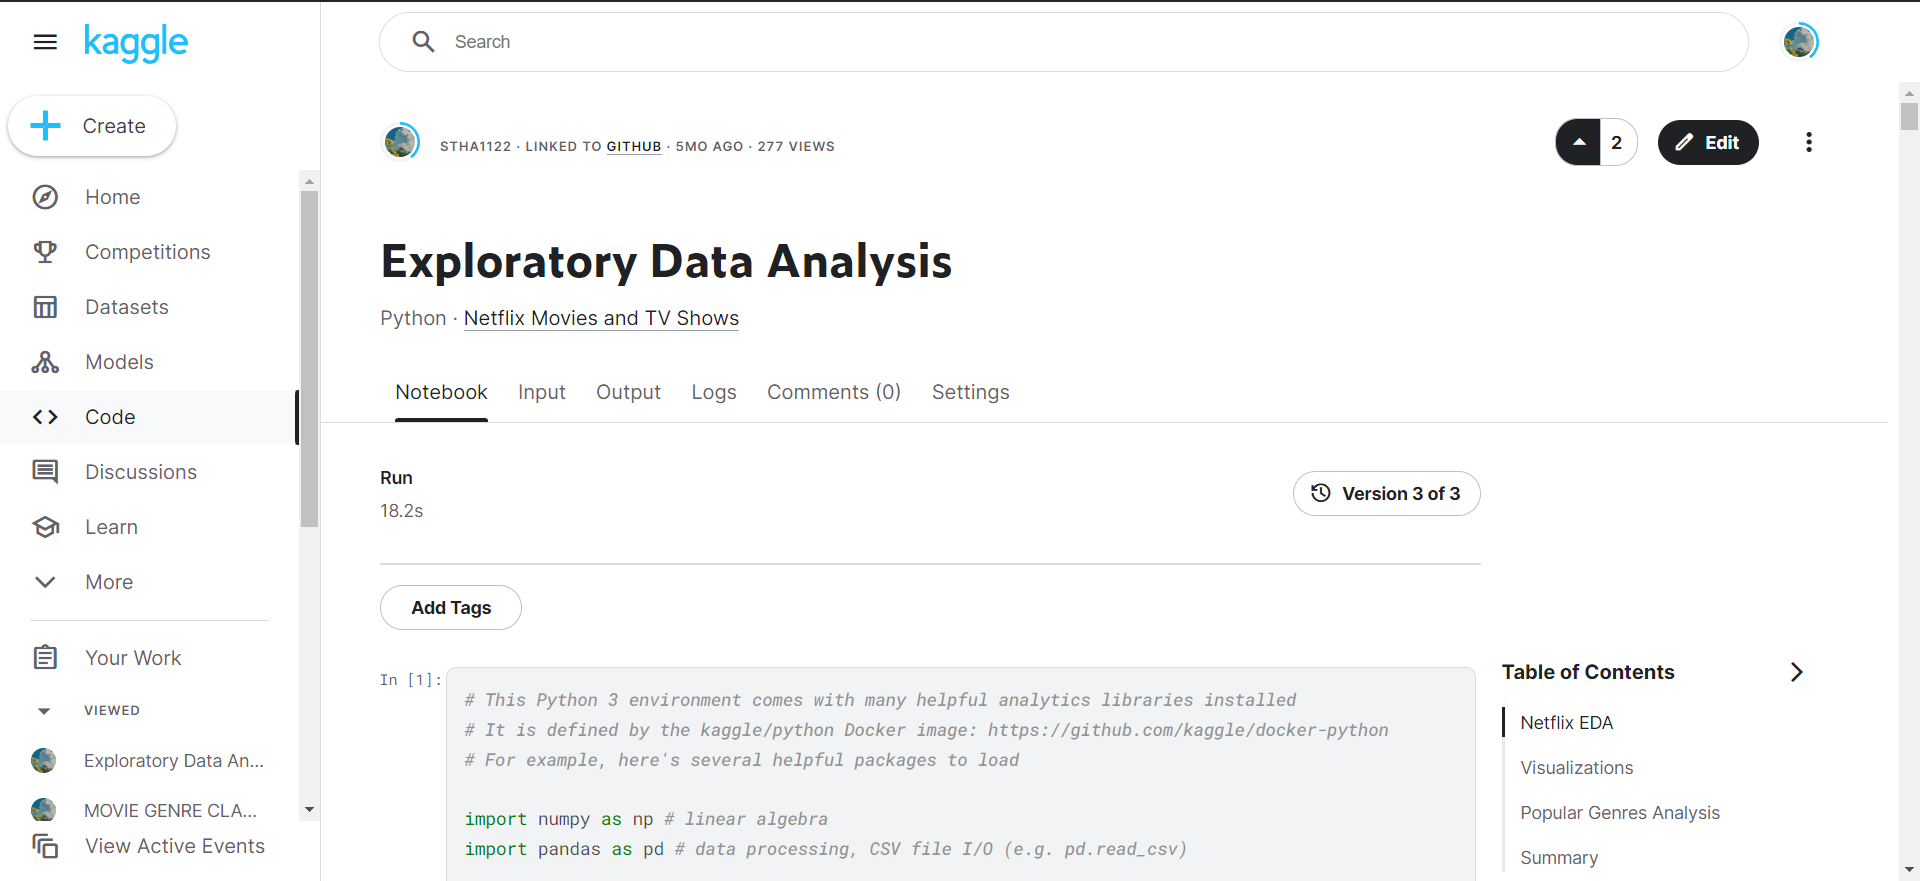 kaggle
Search
Create
Home
Competitions
Datasets
Models
Code
Discussions
Learn
More
Your Work
VIEWED
Exploratory Data An...
MOVIE GENRE CLA...
View Active Events
STHA1122 · LINKED TO GITHUB · 5MO AGO · 277 VIEWS
2
Edit
Exploratory Data Analysis
Python · Netflix Movies and TV Shows
Notebook Input Output Logs Comments (0) Settings
Run
18.2s
Version 3 of 3
Add Tags
In [1]:
# This Python 3 environment comes with many helpful analytics libraries installed
# It is defined by the kaggle/python Docker image: https://github.com/kaggle/docker-python
# For example, here's several helpful packages to load
import numpy as np # linear algebra
import pandas as pd # data processing, CSV file I/O (e.g. pd.read_csv)
Table of Contents
Netflix EDA
Visualizations
Popular Genres Analysis
Summary